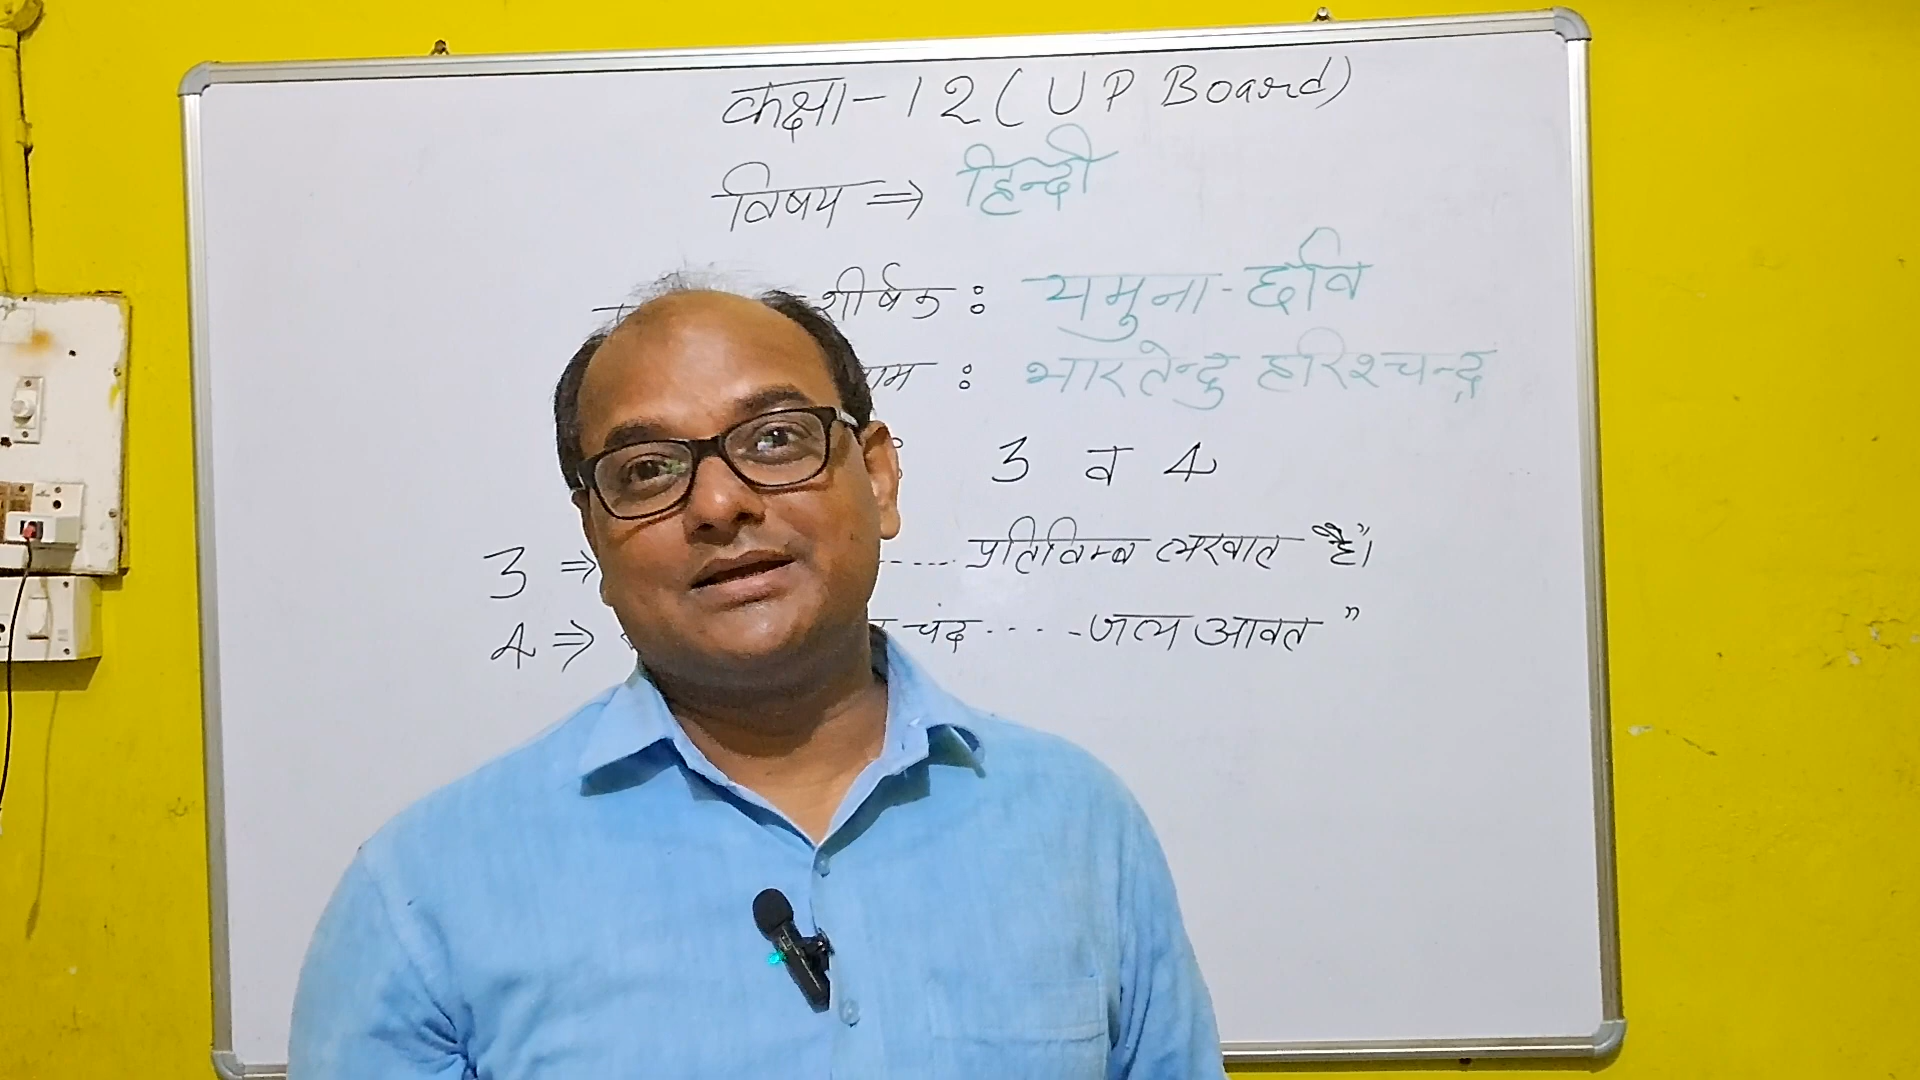 कक्षा-12 (UP Board)
विषय ⇒ हिन्दी
शीर्षक : यमुना-छवि
: भारतेन्दु हरिश्चन्द्र
: 3 व 4
3 ⇒ ----... प्रतिविम्ब लखात है"।
4 ⇒ चंद.... -जल आवत"